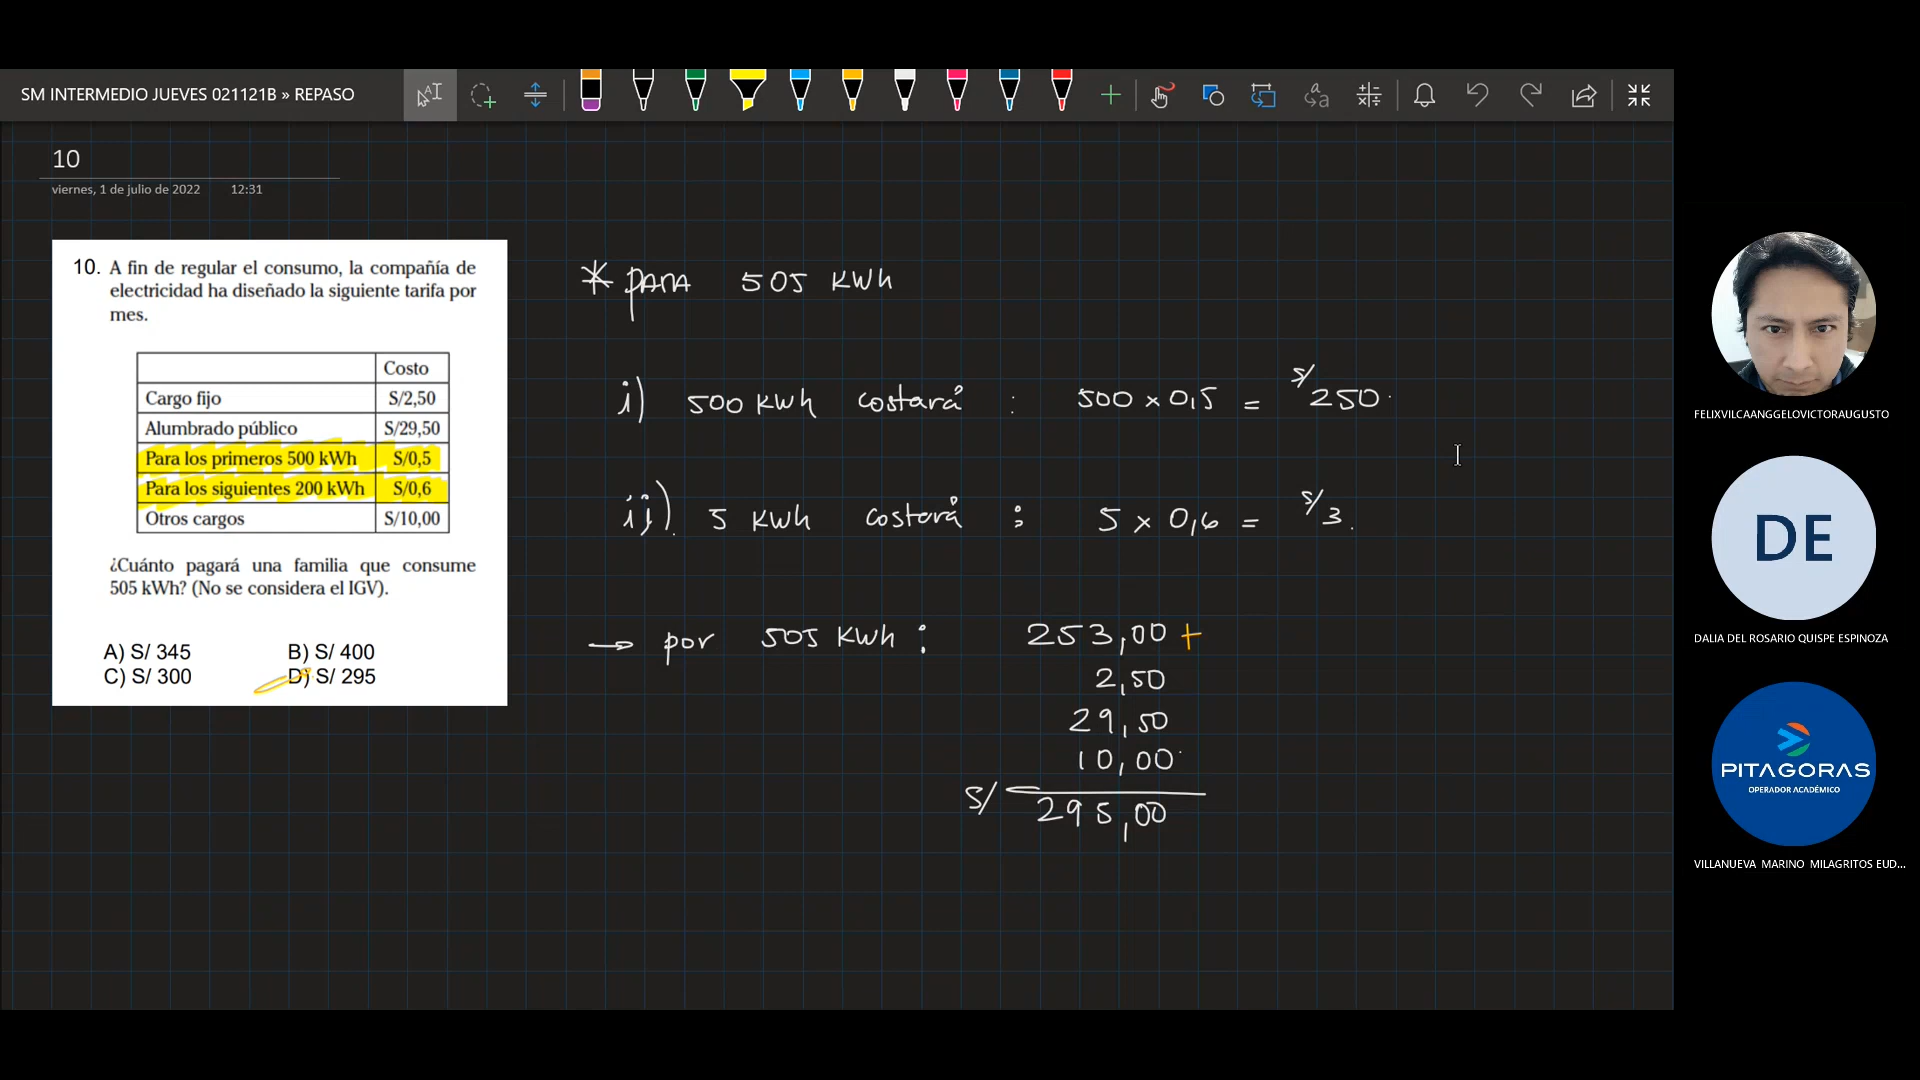 SM INTERMEDIO JUEVES 021121B » REPASO
10
viernes, 1 de julio de 2022 12:31
10. A fin de regular el consumo, la compañía de
electricidad ha diseñado la siguiente tarifa por
mes.
Costo
Cargo fijo S/2,50
Alumbrado público S/29,50
Para los primeros 500 kWh S/0,5
Para los siguientes 200 kWh S/0,6
Otros cargos S/10,00
¿Cuánto pagará una familia que consume
505 kWh? (No se considera el IGV).
A) S/ 345 B) S/ 400
C) S/ 300 D) S/ 295
* PARA 505 KWh
i) 500 KWh costará : 500 x 0,5 = S/250.
ii). 5 KWh costará : 5 x 0,6 = S/3.
→ por 505 KWh : 253,00 +
2,50
29,50
10,00
S/ 295,00
FELIXVILCAANGGELOVICTORAUGUSTO
DE
DALIA DEL ROSARIO QUISPE ESPINOZA
PITAGORAS
OPERADOR ACADÉMICO
VILLANUEVA MARINO MILAGRITOS EUD...